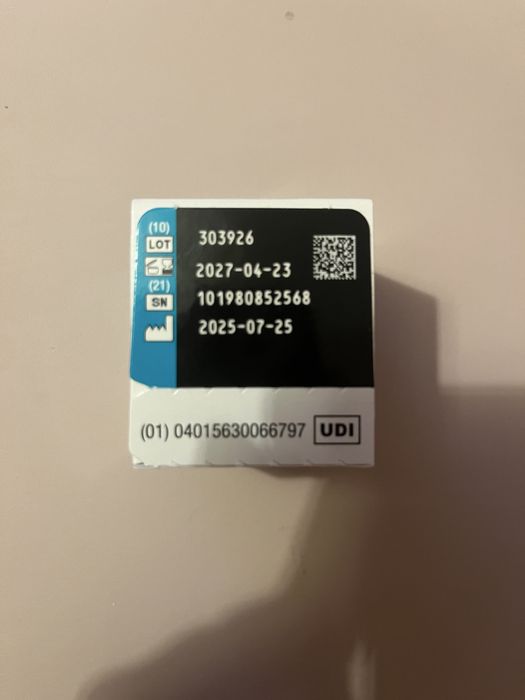 (10)
LOT 303926
2027-04-23
(21)
SN 101980852568
2025-07-25
(01) 04015630066797 UDI